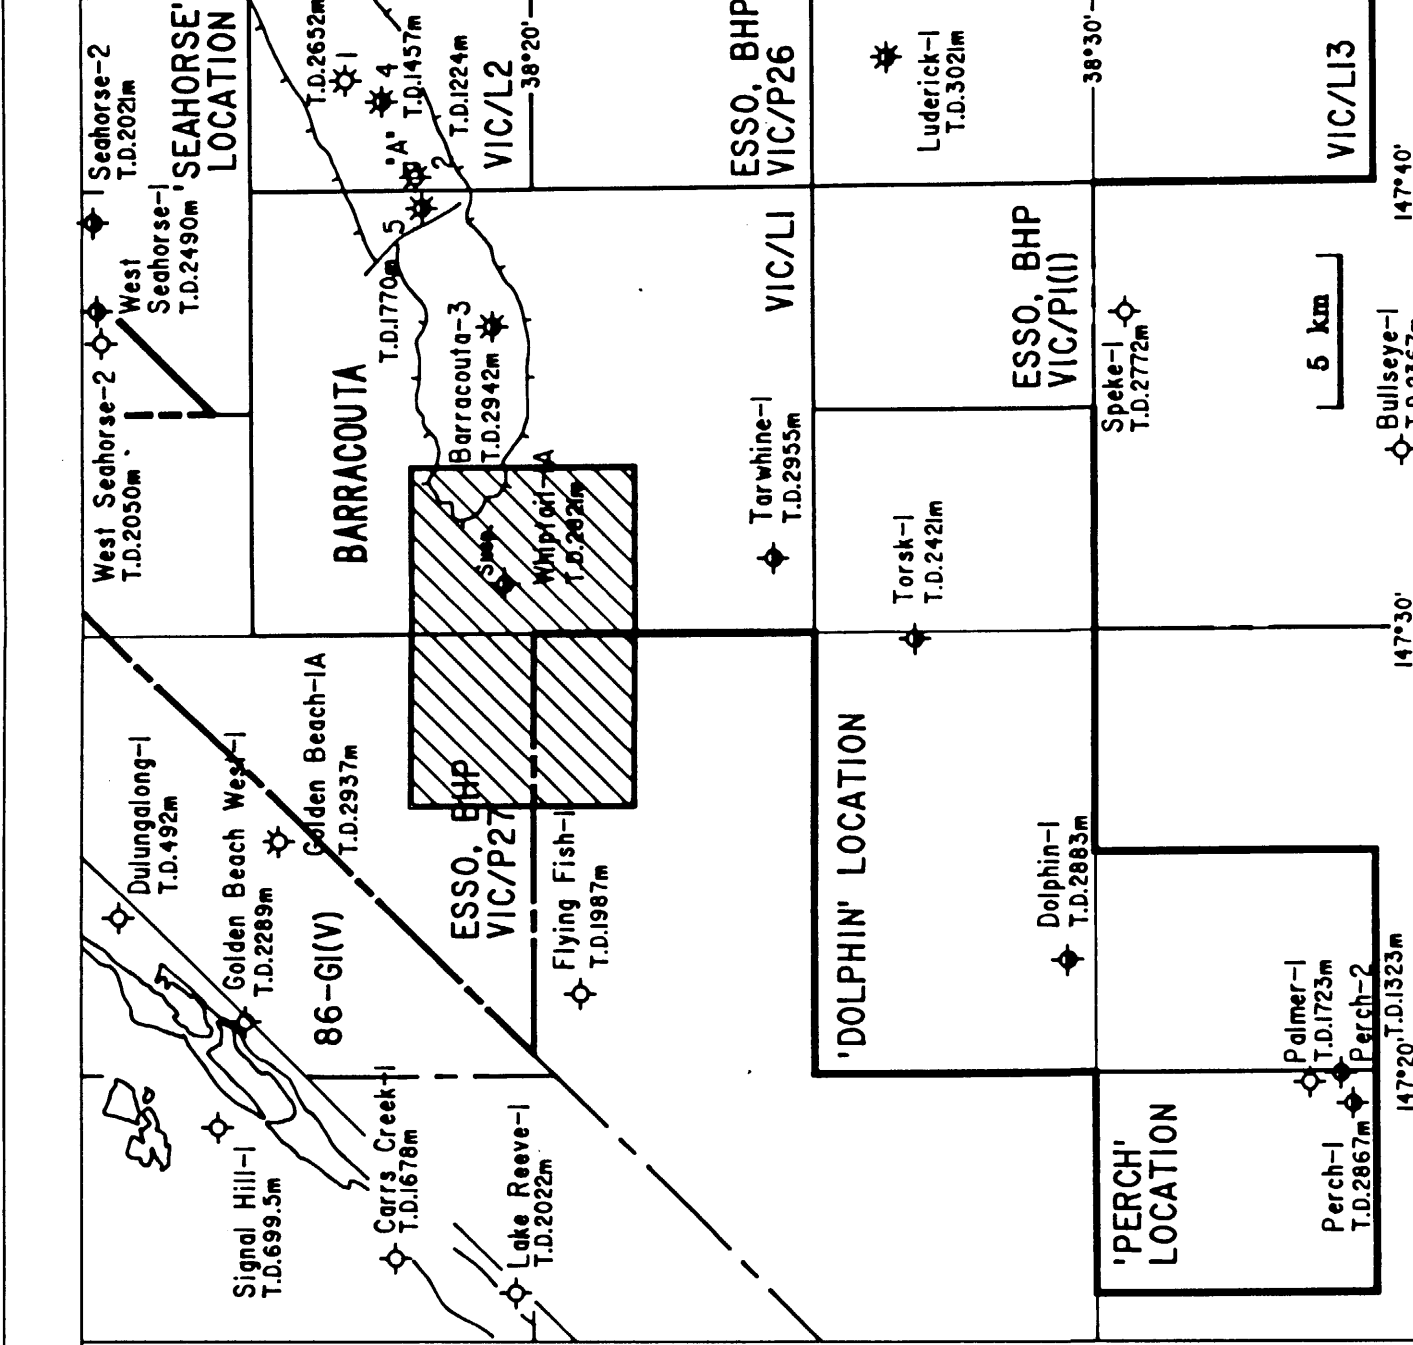 Seahorse-2
T.D.2021m
'SEAHORSE'
LOCATION
West
Seahorse-1
T.D.2490m
West Seahorse-2
T.D.2050m
T.D.2652m
1
4
T.D.1457m
"A"
2
T.D.1224m
VIC/L2
38°20'
5
T.D.1770m
BARRACOUTA
Barracouta-3
T.D.2942m
Whiptail-1A
VIC/L1
ESSO, BHP
VIC/P26
Luderick-1
T.D.3021m
38°30'
VIC/L13
147°40'
ESSO, BHP
VIC/P1(1)
Speke-1
T.D.2772m
5 km
Bullseye-1
Tarwhine-1
T.D.2955m
Torsk-1
T.D.2421m
147°30'
Dulungalong-1
T.D.492m
Golden Beach West-1
T.D.2289m
Golden Beach-1A
T.D.2937m
86-G1(V)
ESSO, BHP
VIC/P27
Flying Fish-1
T.D.1987m
'DOLPHIN' LOCATION
Dolphin-1
T.D.2883m
Palmer-1
T.D.1723m
Perch-2
T.D.1323m
147°20'
Signal Hill-1
T.D.699.5m
Carrs Creek-1
T.D.1678m
Lake Reeve-1
T.D.2022m
'PERCH'
LOCATION
Perch-1
T.D.2867m